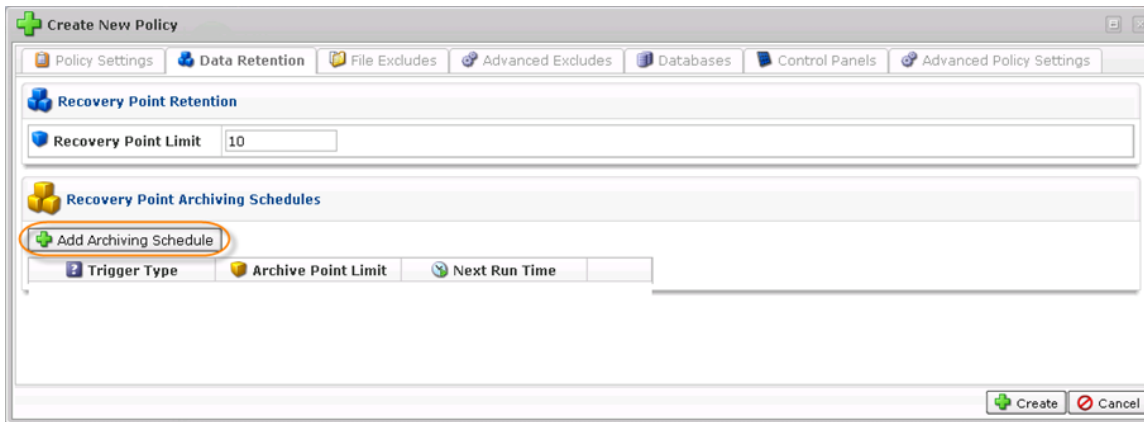 Create New Policy
Policy Settings Data Retention File Excludes Advanced Excludes Databases Control Panels Advanced Policy Settings
Recovery Point Retention
Recovery Point Limit 10
Recovery Point Archiving Schedules
Add Archiving Schedule
Trigger Type Archive Point Limit Next Run Time
Create Cancel